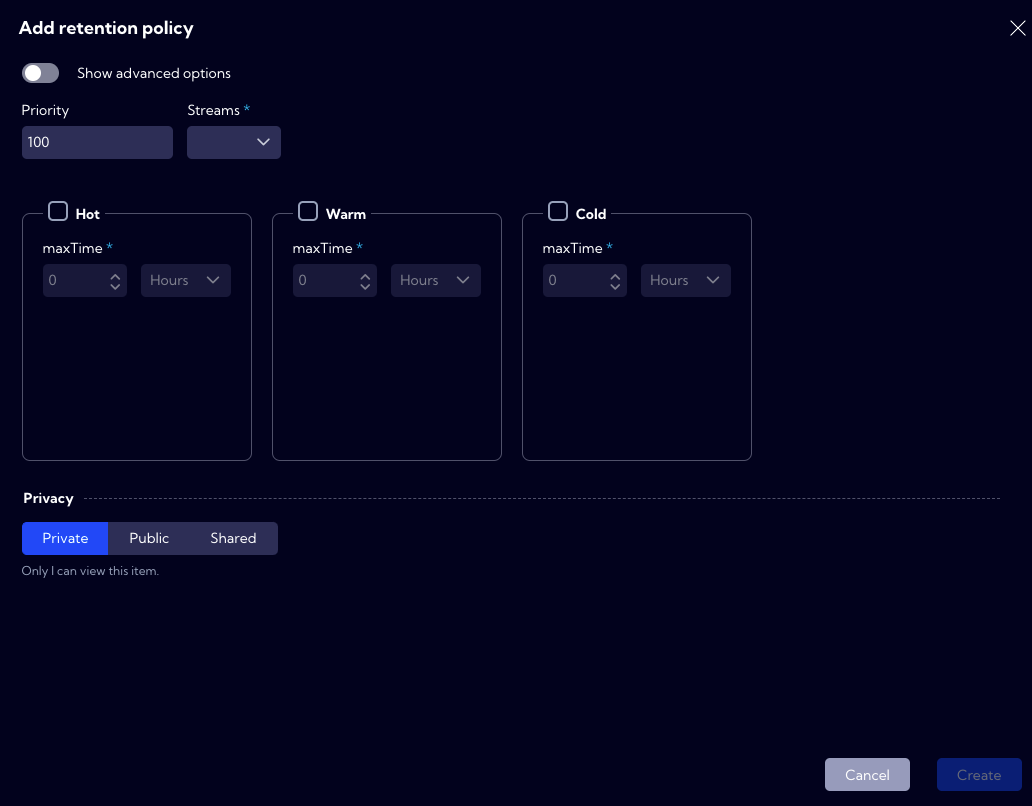 Add retention policy
Show advanced options
Priority Streams *
100
Hot Warm Cold
maxTime * maxTime * maxTime *
0 Hours 0 Hours 0 Hours
Privacy
Private Public Shared
Only I can view this item.
Cancel Create